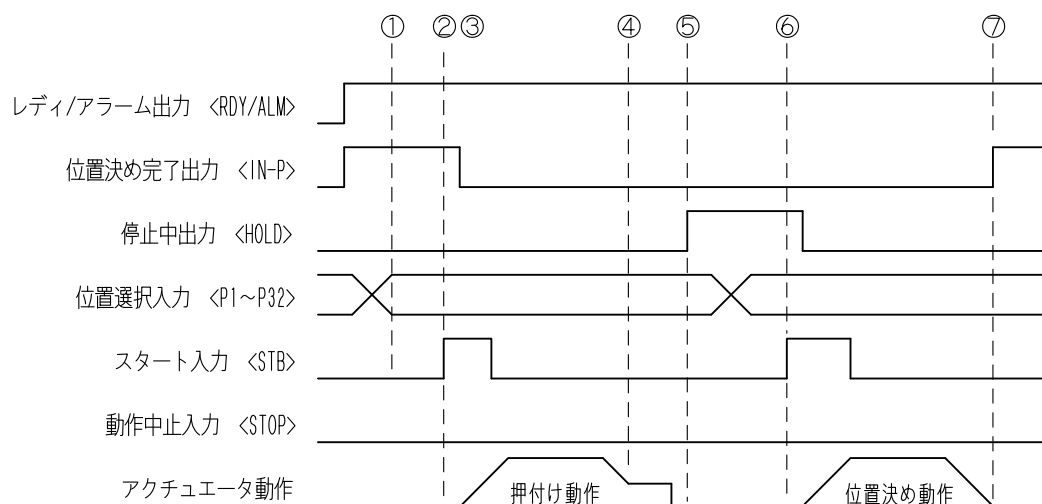 ① ② ③ ④ ⑤ ⑥ ⑦
レディ/アラーム出力 <RDY/ALM>
位置決め完了出力 <IN-P>
停止中出力 <HOLD>
位置選択入力 <P1～P32>
スタート入力 <STB>
動作中止入力 <STOP>
アクチュエータ動作 押付け動作 位置決め動作